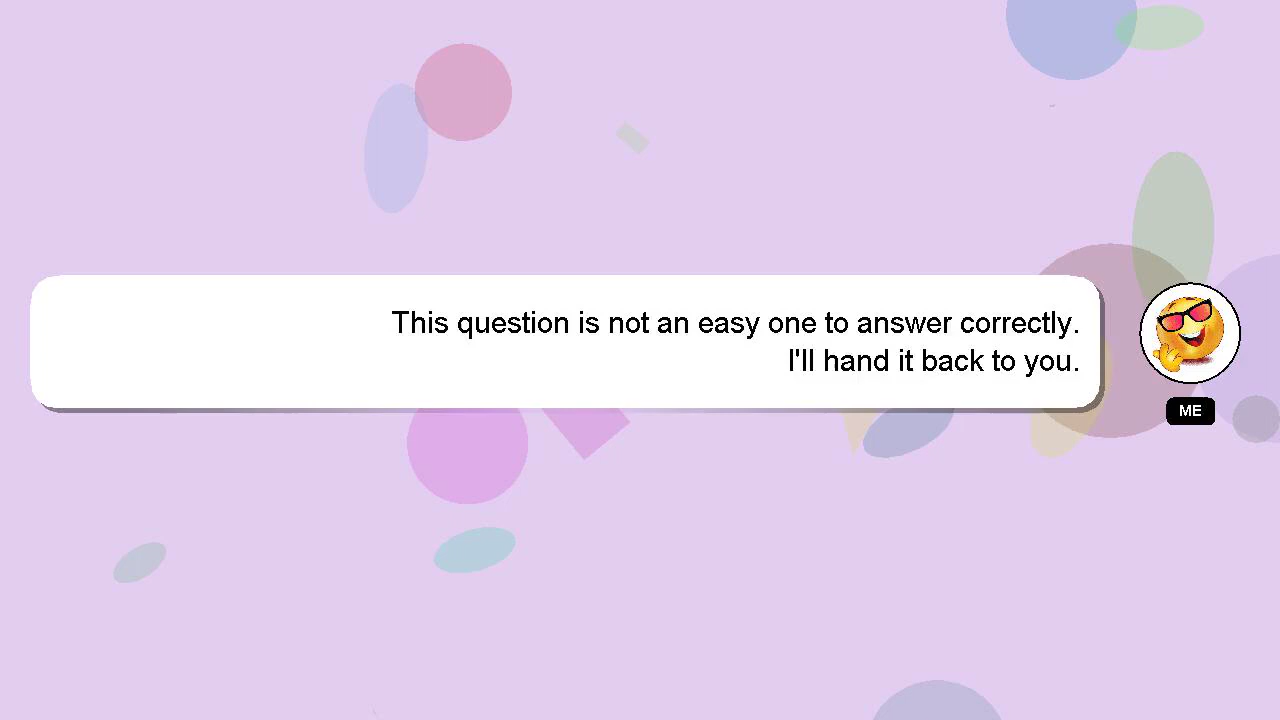 This question is not an easy one to answer correctly.
I'll hand it back to you.
ME